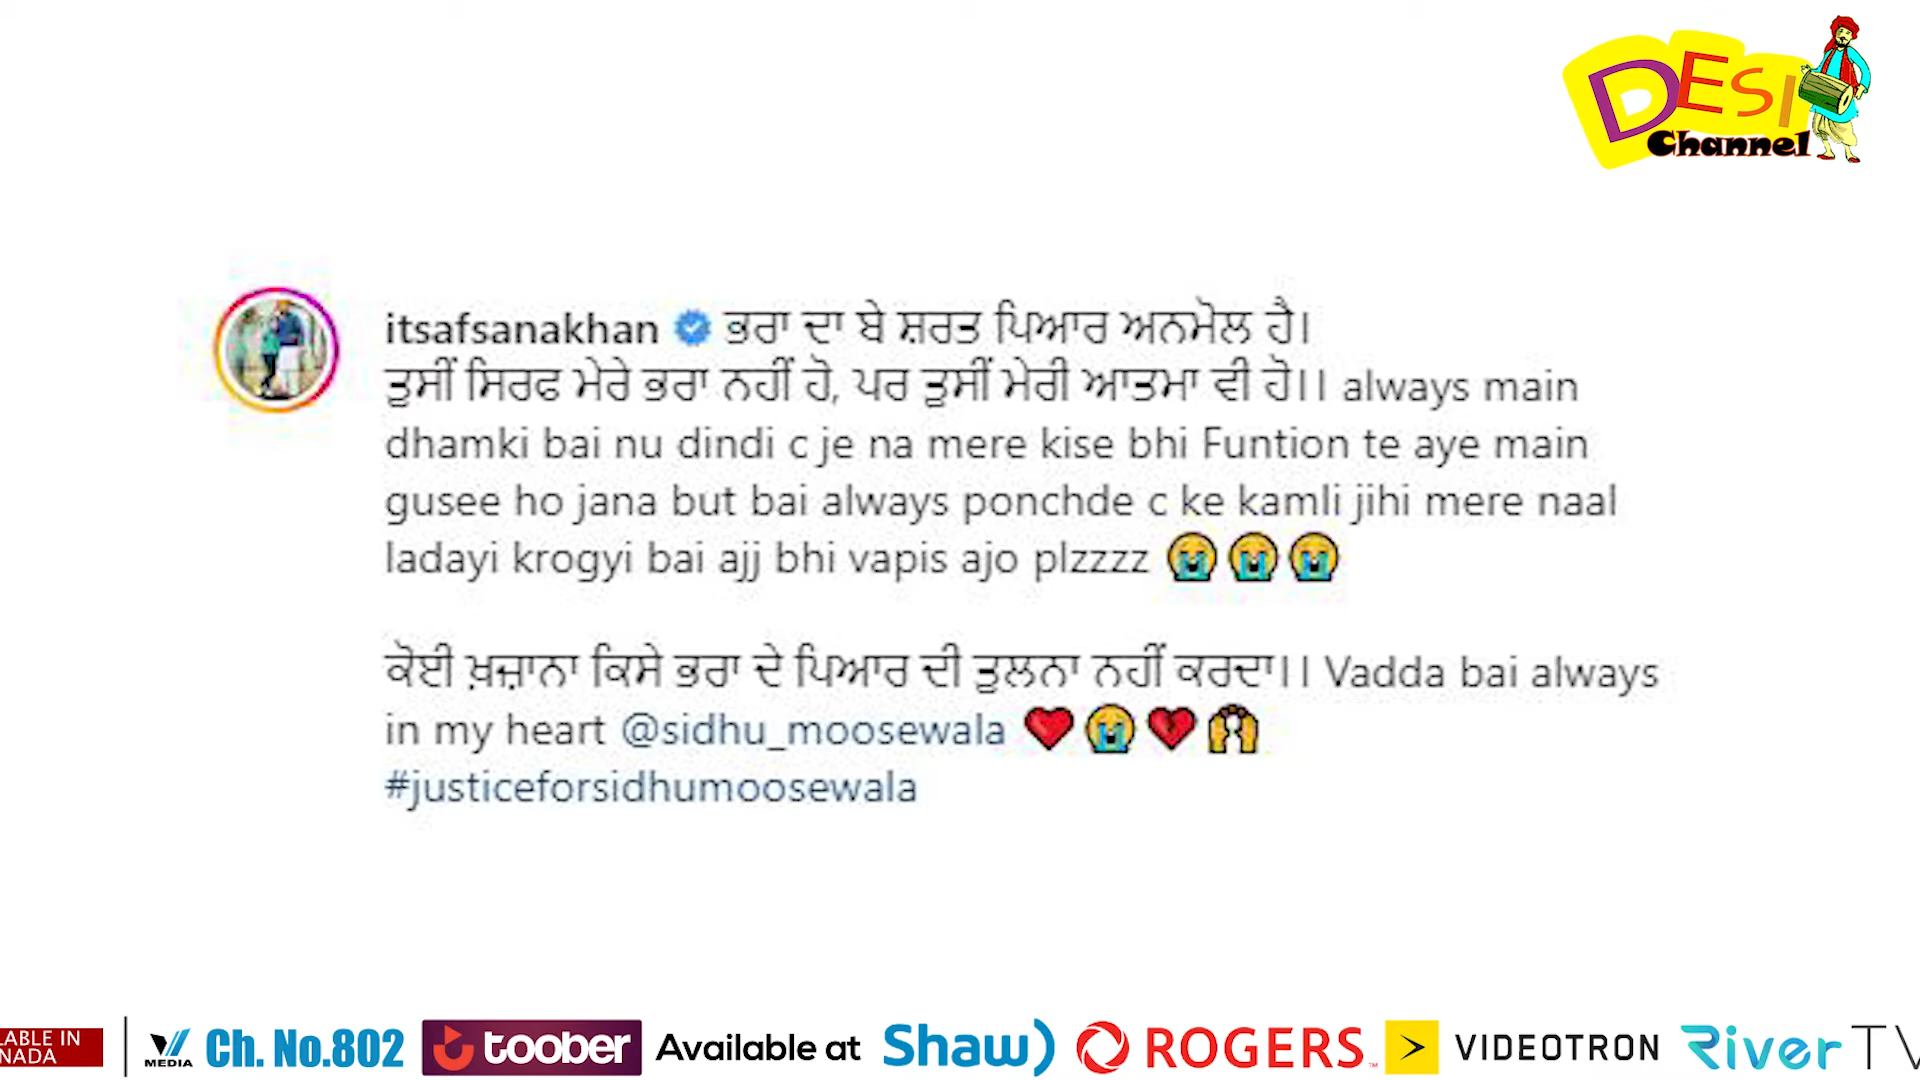 DESI
Channel
itsafsanakhan ਭਰਾ ਦਾ ਬੇ ਸ਼ਰਤ ਪਿਆਰ ਅਨਮੋਲ ਹੈ।
ਤੁਸੀਂ ਸਿਰਫ ਮੇਰੇ ਭਰਾ ਨਹੀਂ ਹੋ, ਪਰ ਤੁਸੀਂ ਮੇਰੀ ਆਤਮਾ ਵੀ ਹੋ।। always main
dhamki bai nu dindi c je na mere kise bhi Funtion te aye main
gusee ho jana but bai always ponchde c ke kamli jihi mere naal
ladayi krogyi bai ajj bhi vapis ajo plzzzz 😭😭😭
ਕੋਈ ਖ਼ਜ਼ਾਨਾ ਕਿਸੇ ਭਰਾ ਦੇ ਪਿਆਰ ਦੀ ਤੁਲਨਾ ਨਹੀਂ ਕਰਦਾ।। Vadda bai always
in my heart @sidhu_moosewala ❤️😭💔🙌
#justiceforsidhumoosewala
LABLE IN
NADA
MEDIA Ch. No.802 toober Available at Shaw) ROGERS™ VIDEOTRON River TV